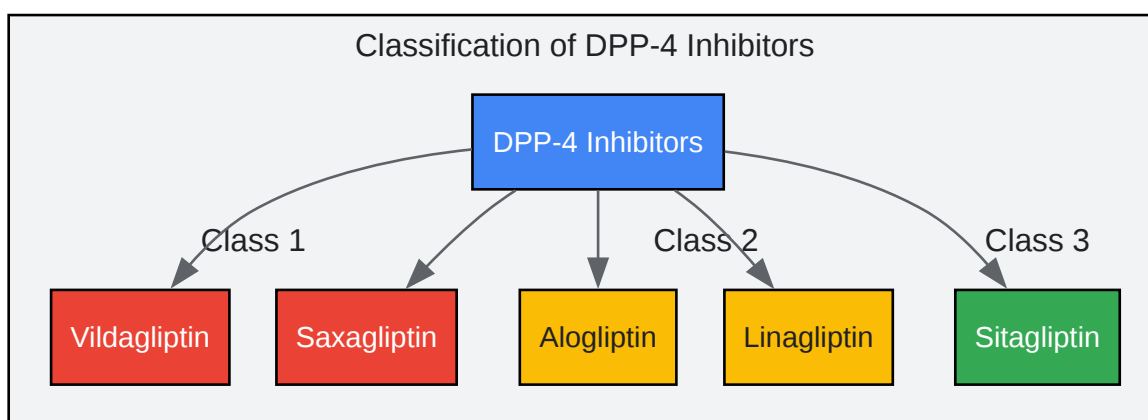 Classification of DPP-4 Inhibitors
DPP-4 Inhibitors
Class 1
Class 2
Class 3
Vildagliptin
Saxagliptin
Alogliptin
Linagliptin
Sitagliptin